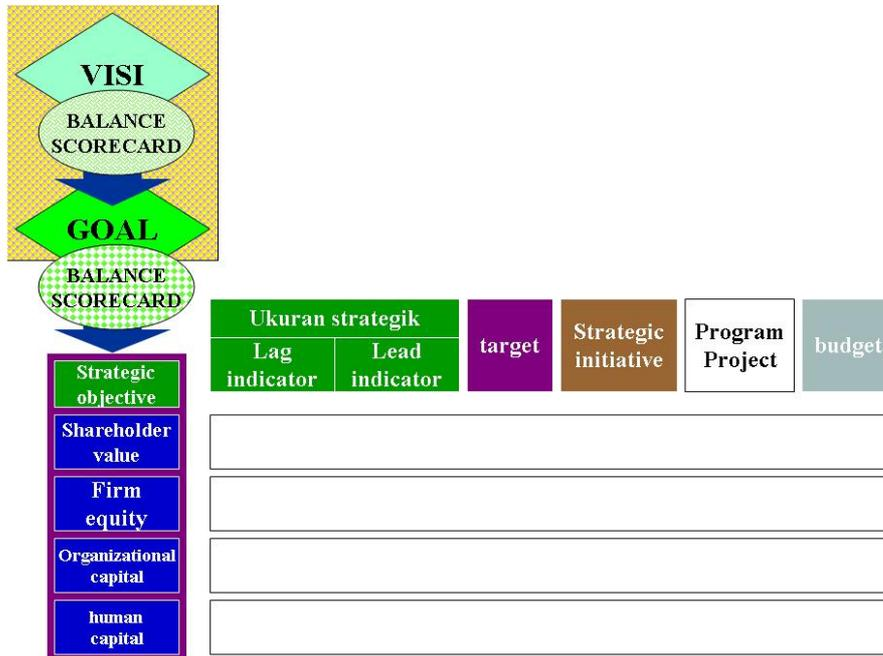 VISI
BALANCE
SCORECARD
GOAL
BALANCE
SCORECARD
Ukuran strategik
Lag
indicator
Lead
indicator
target
Strategic
initiative
Program
Project
budget
Strategic
objective
Shareholder
value
Firm
equity
Organizational
capital
human
capital